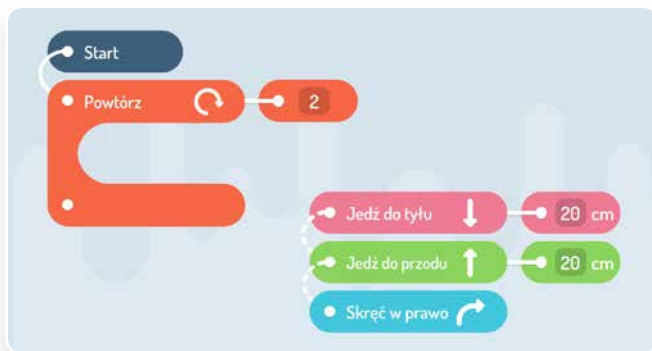 Start
Powtórz 2
Jedź do tyłu 20 cm
Jedź do przodu 20 cm
Skręć w prawo